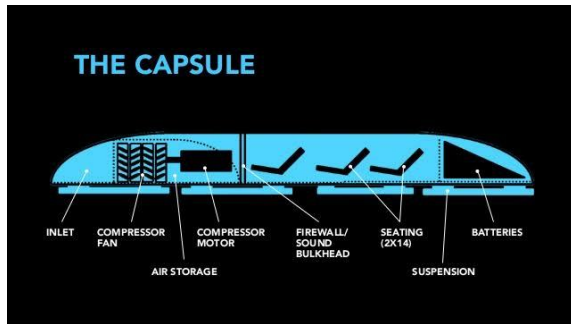 THE CAPSULE
INLET
COMPRESSOR
FAN
AIR STORAGE
COMPRESSOR
MOTOR
FIREWALL/
SOUND
BULKHEAD
SEATING
(2X14)
SUSPENSION
BATTERIES